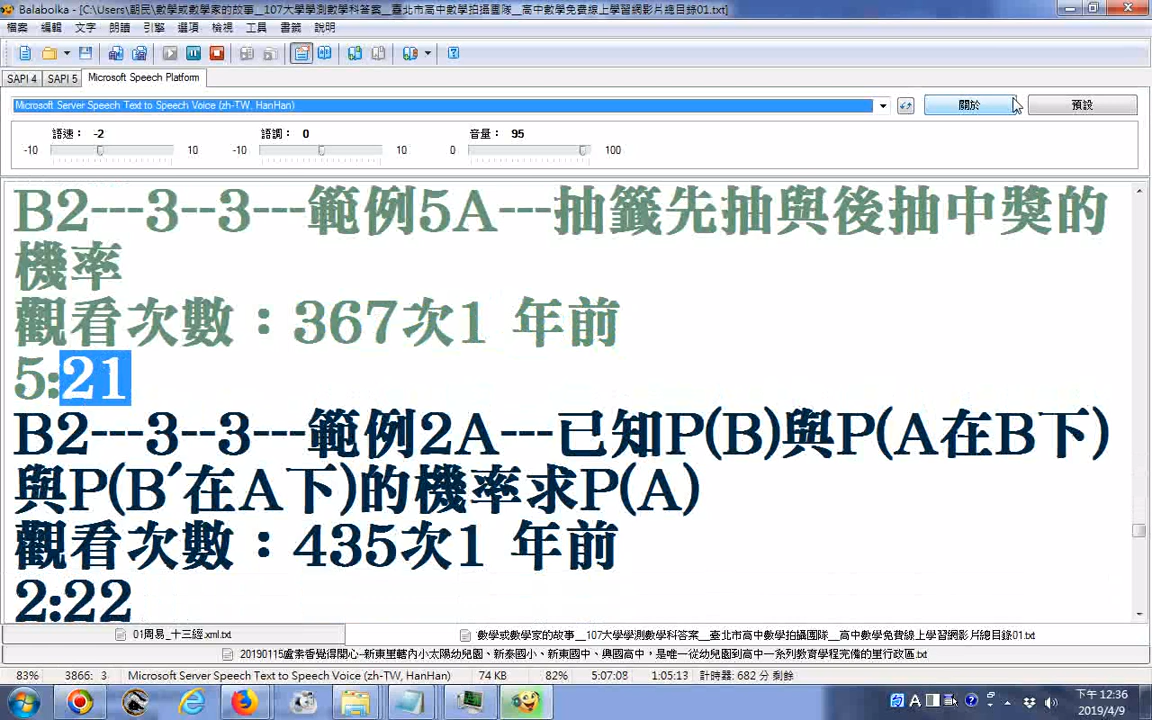 Balabolka - [C:\Users\朝民\數學或數學家的故事__107大學學測數學科答案__臺北市高中數學拍攝團隊__高中數學免費線上學習網影片總目錄01.txt]
檔案 編輯 文字 朗讀 引擎 選項 檢視 工具 書籤 說明
SAPI 4 SAPI 5 Microsoft Speech Platform
Microsoft Server Speech Text to Speech Voice (zh-TW, HanHan)
關於 預設
語速： -2 語調： 0 音量： 95
-10 10 -10 10 0 100
B2---3--3---範例5A---抽籤先抽與後抽中獎的
機率
觀看次數：367次1 年前
5:21
B2---3--3---範例2A---已知P(B)與P(A在B下)
與P(B′在A下)的機率求P(A)
觀看次數：435次1 年前
2:22
01周易_十三經.xml.txt
數學或數學家的故事__107大學學測數學科答案__臺北市高中數學拍攝團隊__高中數學免費線上學習網影片總目錄01.txt
20190115盧素香覺得開心-新東里轄內小太陽幼兒園、新泰國小、新東國中、興國高中，是唯一從幼兒園到高中一系列教育學程完備的里行政區.txt
83% 3866: 3 Microsoft Server Speech Text to Speech Voice (zh-TW, HanHan) 74 KB 82% 5:07:08 1:05:13 計時器: 682 分 剩餘
下午 12:36
2019/4/9